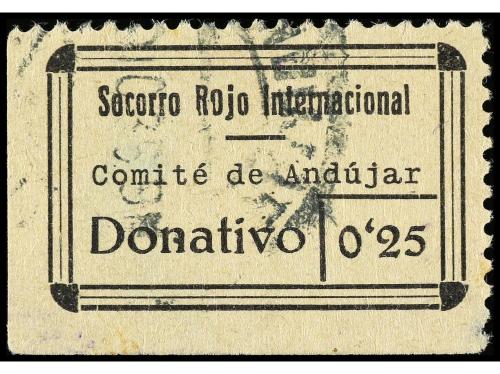 Socorro Rojo Internacional
Comité de Andújar
Donativo 0'25